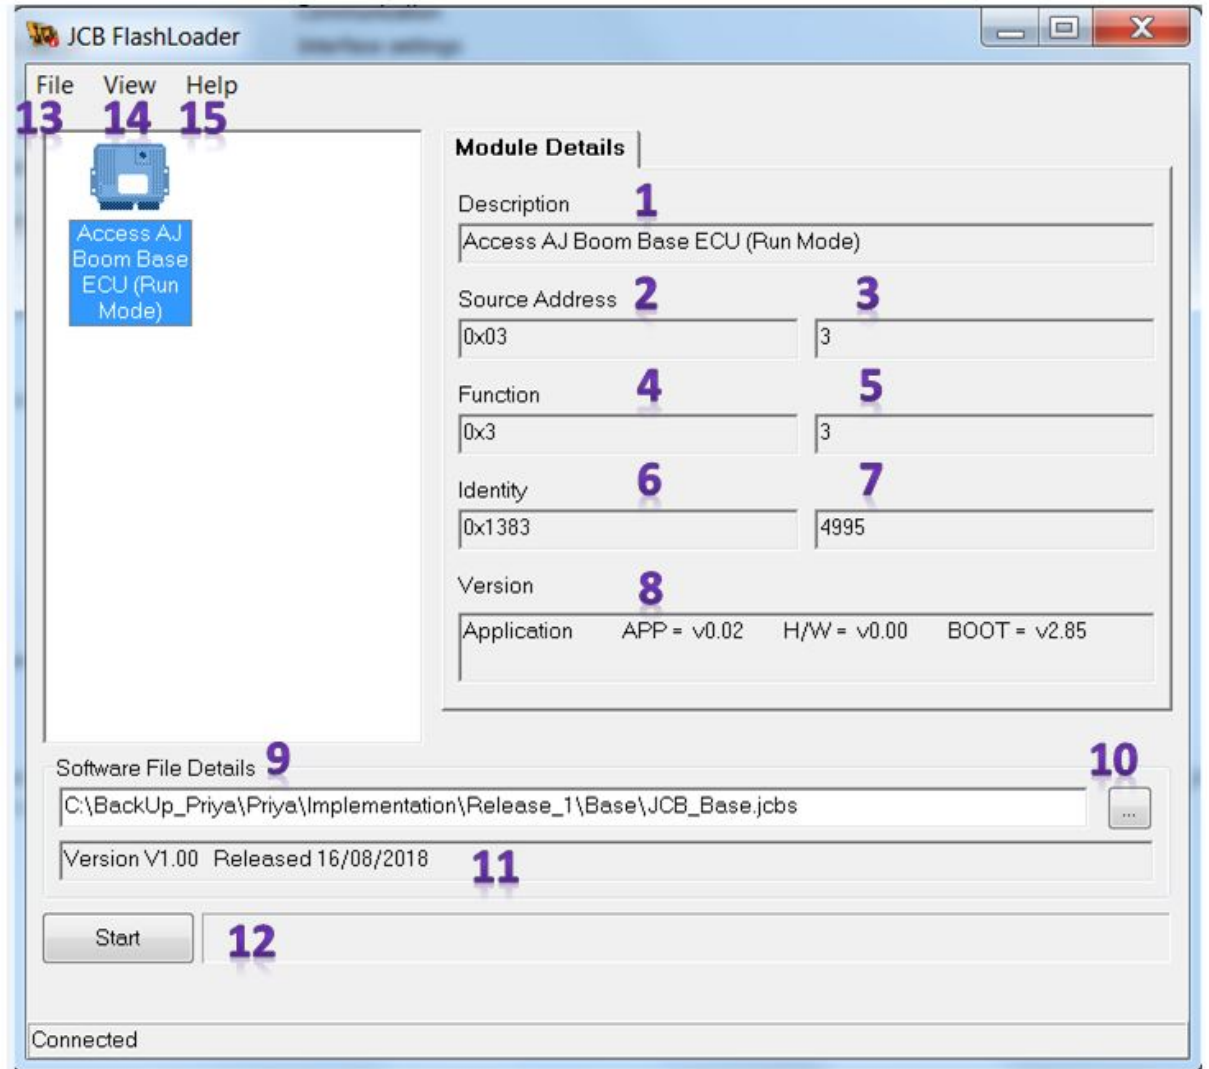 JCB FlashLoader
File View Help
13 14 15
Access AJ
Boom Base
ECU (Run
Mode)
Module Details
Description 1
Access AJ Boom Base ECU (Run Mode)
Source Address 2 3
0x03 3
Function 4 5
0x3 3
Identity 6 7
0x1383 4995
Version 8
Application APP = v0.02 H/W = v0.00 BOOT = v2.85
Software File Details 9 10
C:\BackUp_Priya\Priya\Implementation\Release_1\Base\JCB_Base.jcbs ...
Version V1.00 Released 16/08/2018 11
Start 12
Connected